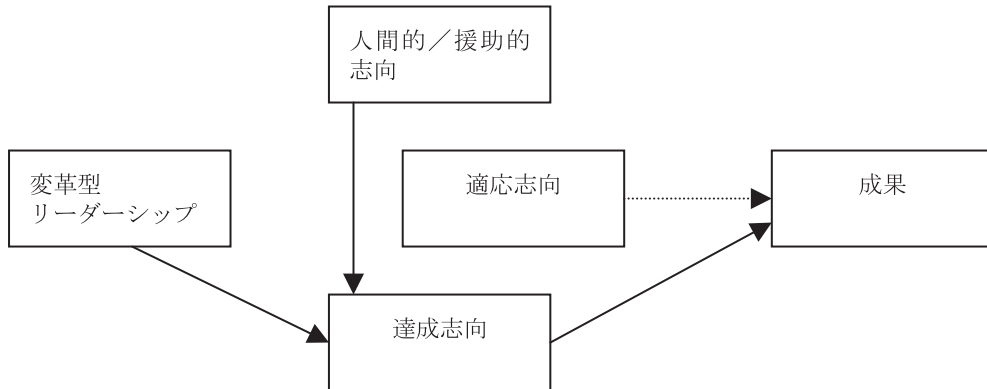 人間的／援助的
志向
変革型
リーダーシップ
適応志向
成果
達成志向